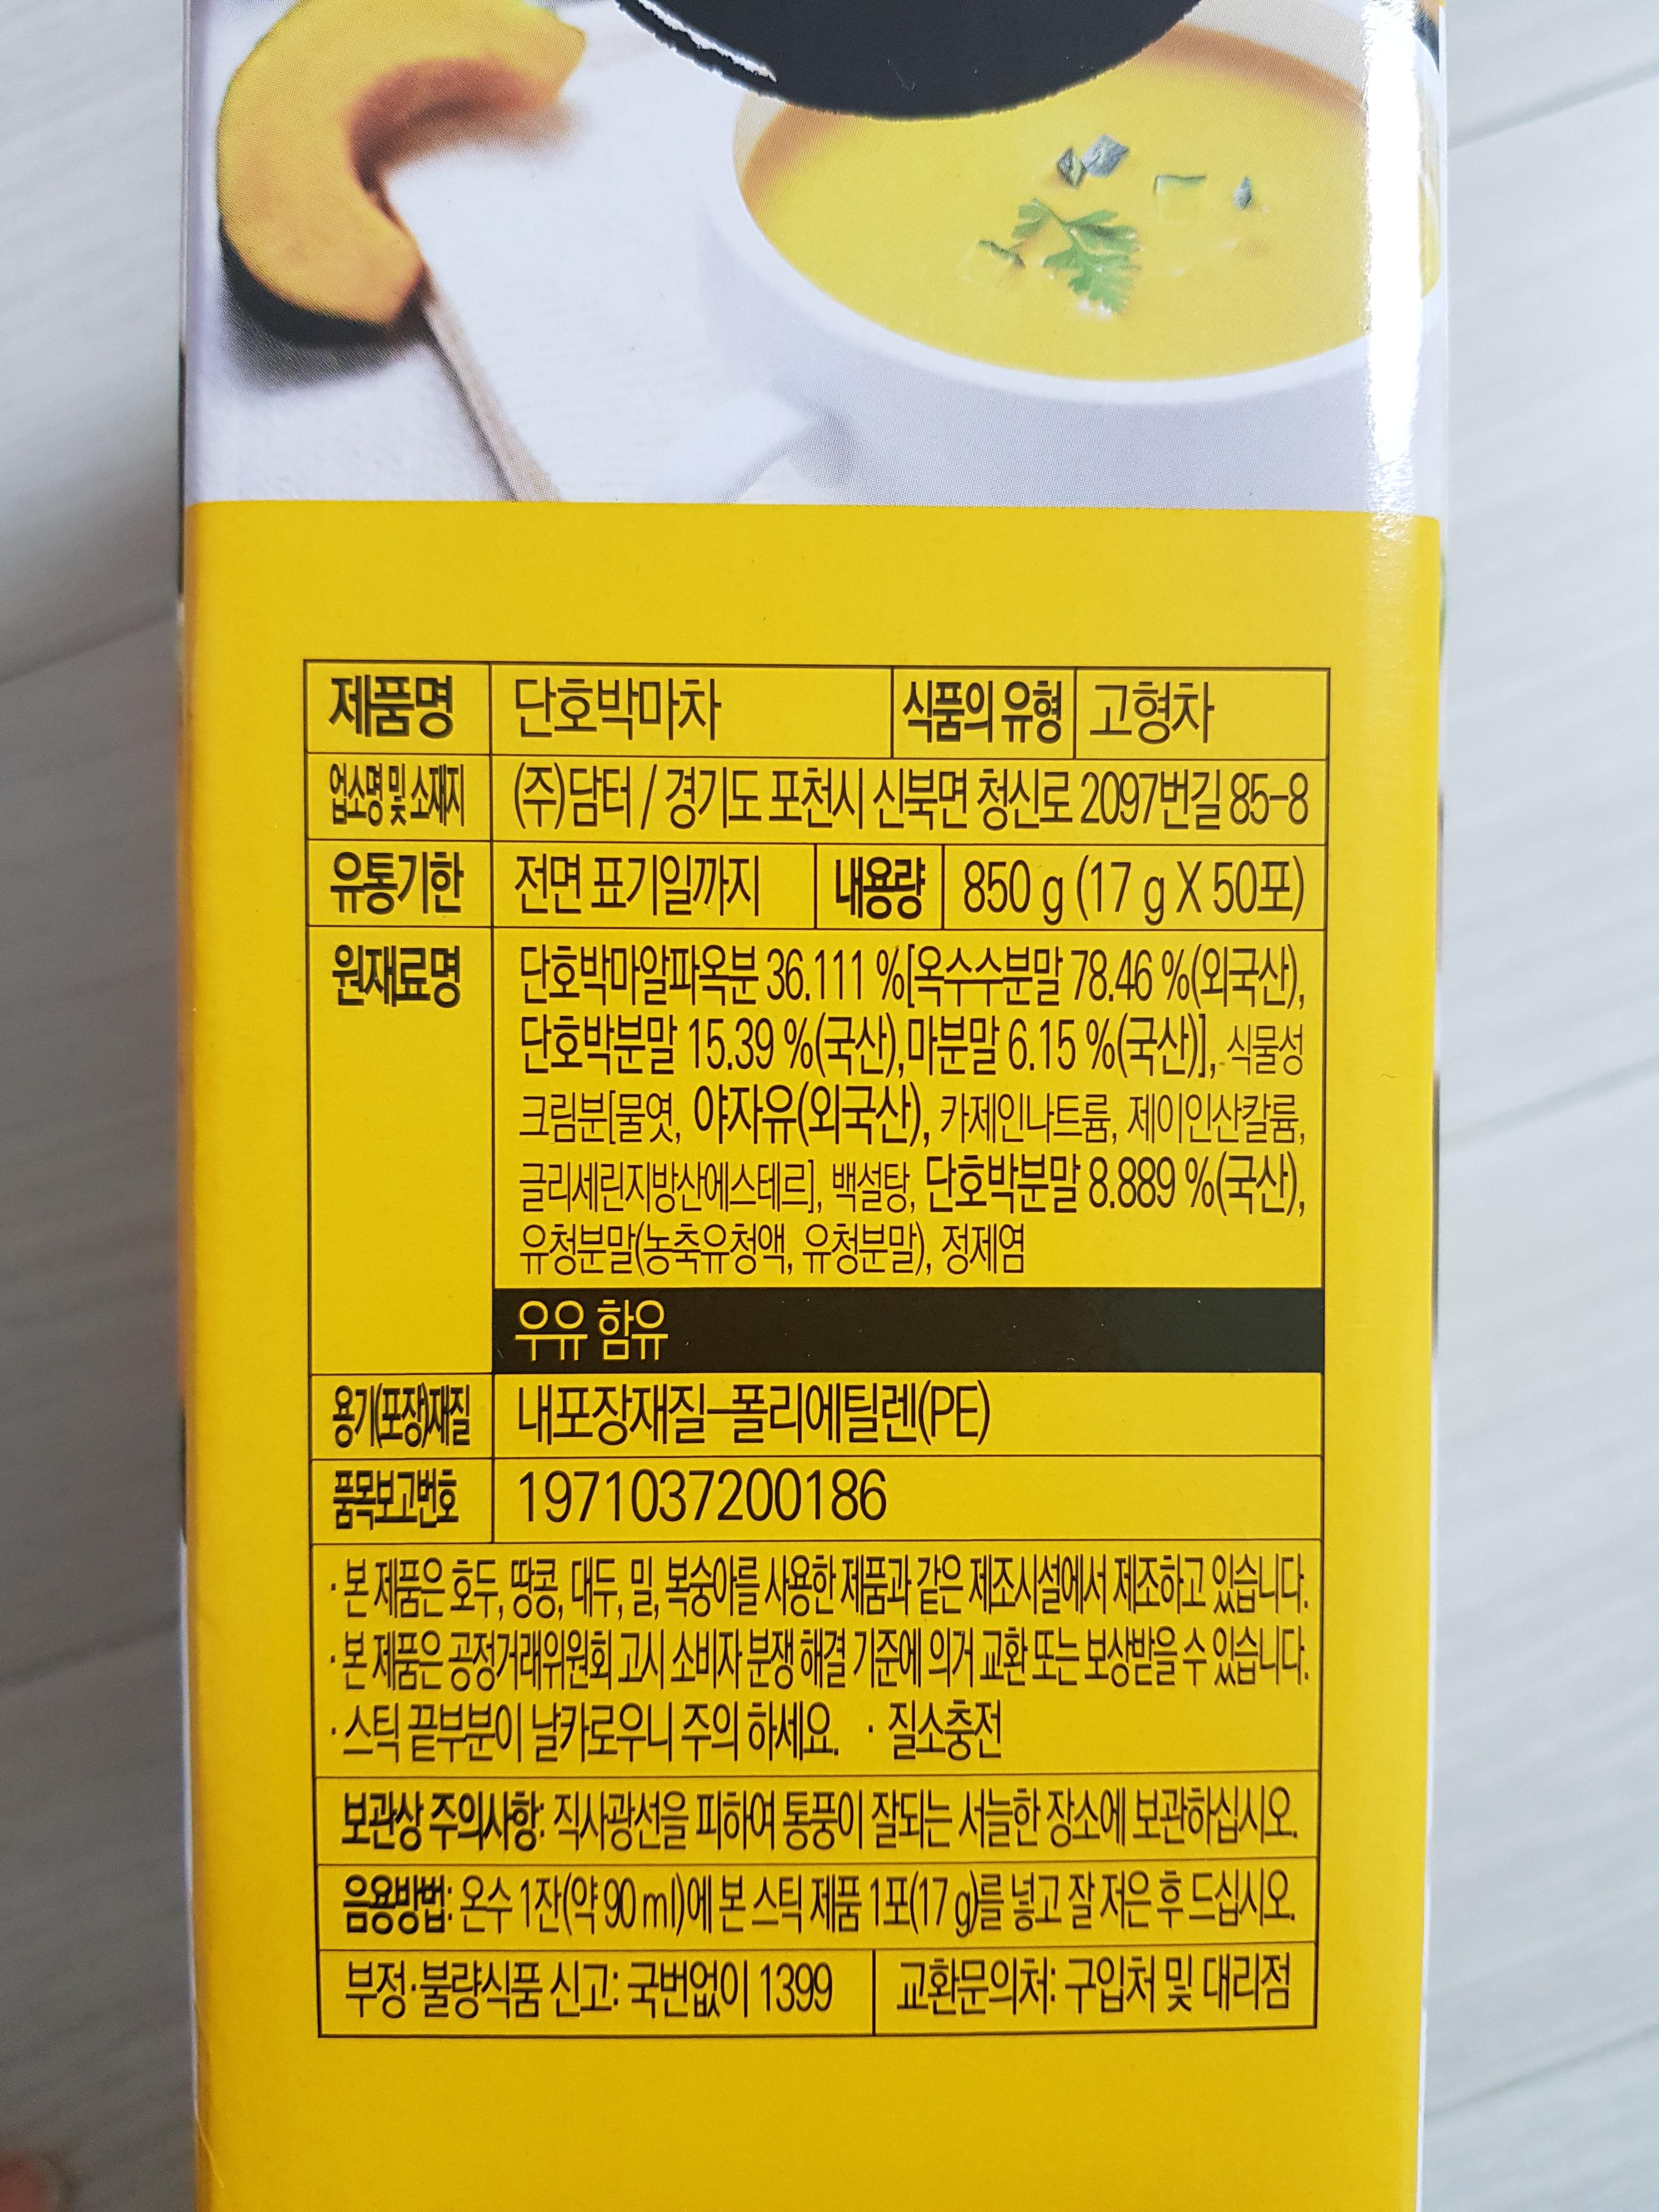 제품명 단호박마차 식품의 유형 고형차
업소명 및 소재지 (주)담터 / 경기도 포천시 신북면 청신로 2097번길 85-8
유통기한 전면 표기일까지 내용량 850 g (17 g X 50포)
원재료명 단호박마알파옥분 36.111 %[옥수수분말 78.46 %(외국산),
단호박분말 15.39 %(국산),마분말 6.15 %(국산)], 식물성
크림분[물엿, 야자유(외국산), 카제인나트륨, 제이인산칼륨,
글리세린지방산에스테르], 백설탕, 단호박분말 8.889 %(국산),
유청분말(농축유청액, 유청분말), 정제염
우유 함유
용기(포장)재질 내포장재질-폴리에틸렌(PE)
품목보고번호 1971037200186
· 본 제품은 호두, 땅콩, 대두, 밀, 복숭아를 사용한 제품과 같은 제조시설에서 제조하고 있습니다.
· 본 제품은 공정거래위원회 고시 소비자 분쟁 해결 기준에 의거 교환 또는 보상받을 수 있습니다.
· 스틱 끝부분이 날카로우니 주의 하세요. · 질소충전
보관상 주의사항: 직사광선을 피하여 통풍이 잘되는 서늘한 장소에 보관하십시오.
음용방법: 온수 1잔(약 90 ml)에 본 스틱 제품 1포(17 g)를 넣고 잘 저은 후 드십시오.
부정·불량식품 신고: 국번없이 1399 교환문의처: 구입처 및 대리점